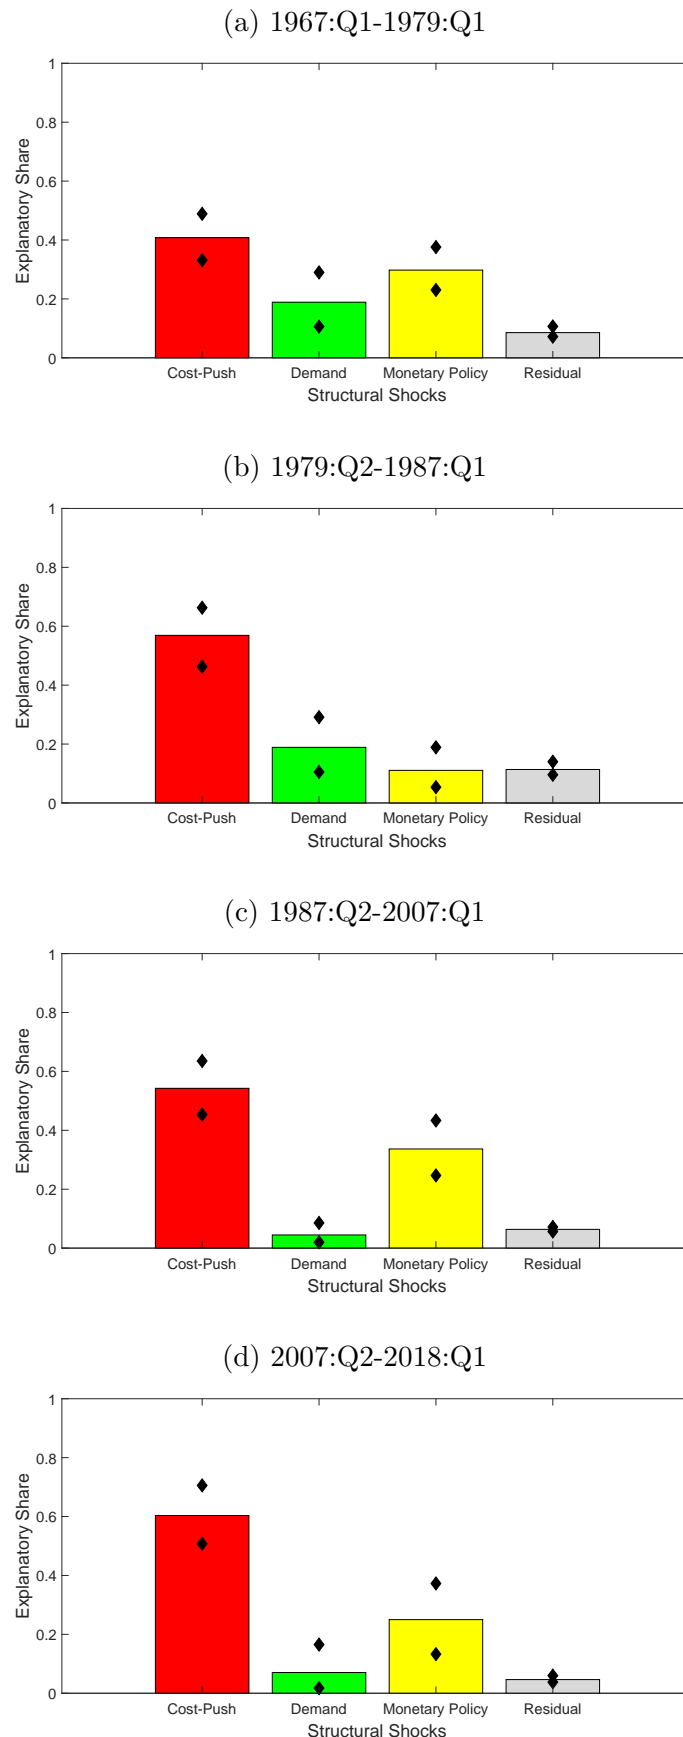 (a) 1967:Q1-1979:Q1
1
0.8
0.6
0.4
0.2
0
Explanatory Share
Cost-Push Demand Monetary Policy Residual
Structural Shocks
(b) 1979:Q2-1987:Q1
1
0.8
0.6
0.4
0.2
0
Explanatory Share
Cost-Push Demand Monetary Policy Residual
Structural Shocks
(c) 1987:Q2-2007:Q1
1
0.8
0.6
0.4
0.2
0
Explanatory Share
Cost-Push Demand Monetary Policy Residual
Structural Shocks
(d) 2007:Q2-2018:Q1
1
0.8
0.6
0.4
0.2
0
Explanatory Share
Cost-Push Demand Monetary Policy Residual
Structural Shocks